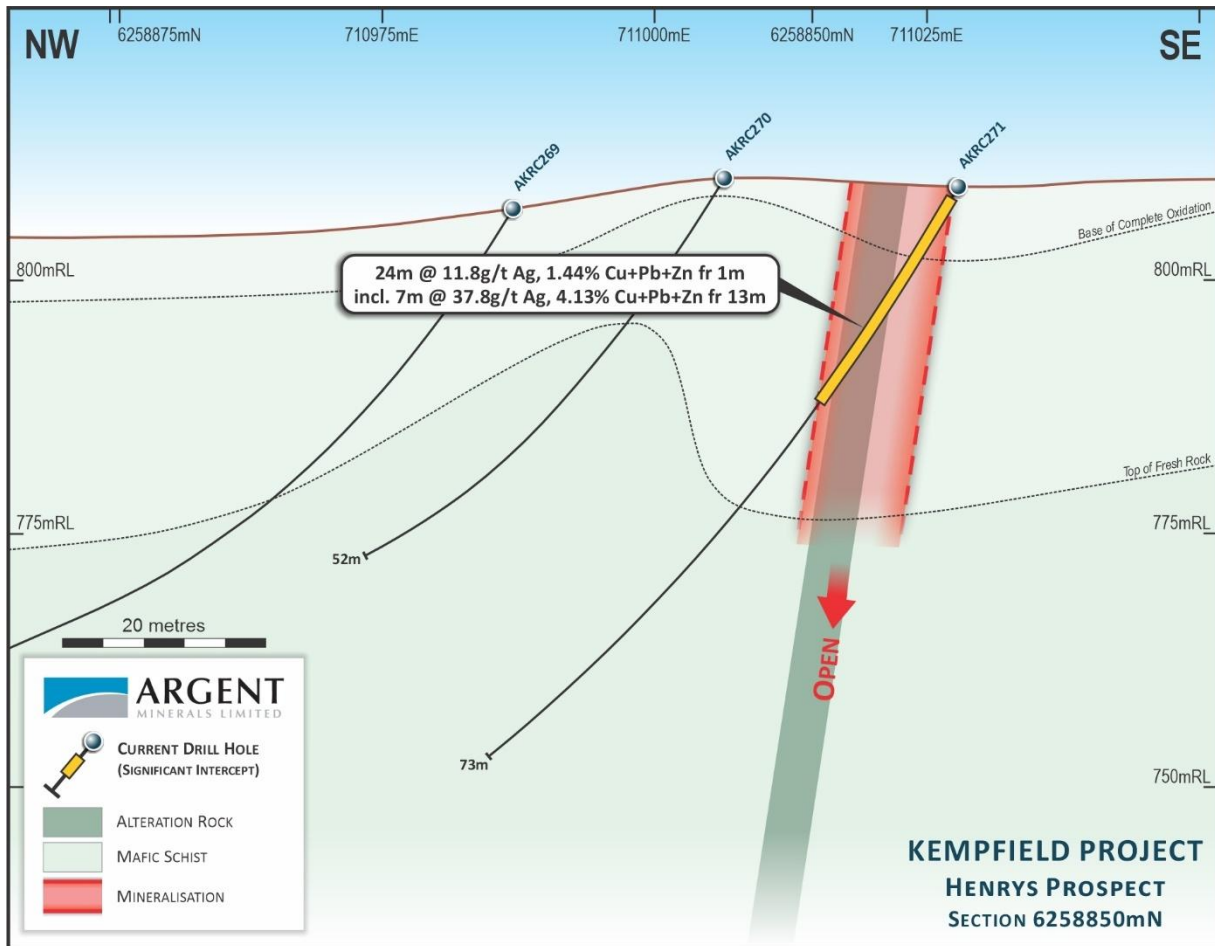 NW
6258875mN
710975mE
711000mE
6258850mN
711025mE
SE
AKRC269
AKRC270
AKRC271
Base of Complete Oxidation
800mRL
800mRL
24m @ 11.8g/t Ag, 1.44% Cu+Pb+Zn fr 1m
incl. 7m @ 37.8g/t Ag, 4.13% Cu+Pb+Zn fr 13m
Top of Fresh Rock
775mRL
775mRL
52m
20 metres
OPEN
73m
750mRL
ARGENT
MINERALS LIMITED
CURRENT DRILL HOLE
(SIGNIFICANT INTERCEPT)
ALTERATION ROCK
MAFIC SCHIST
MINERALISATION
KEMPFIELD PROJECT
HENRYS PROSPECT
SECTION 6258850mN